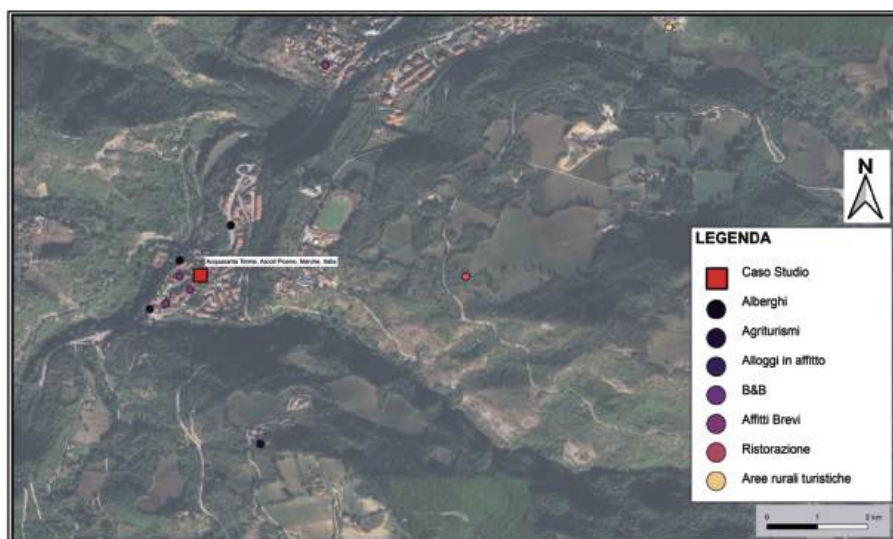 N
Acquasanta Terme, Ascoli Piceno, Marche, Italia
LEGENDA
Caso Studio
Alberghi
Agriturismi
Alloggi in affitto
B&B
Affitti Brevi
Ristorazione
Aree rurali turistiche
0 1 2 km